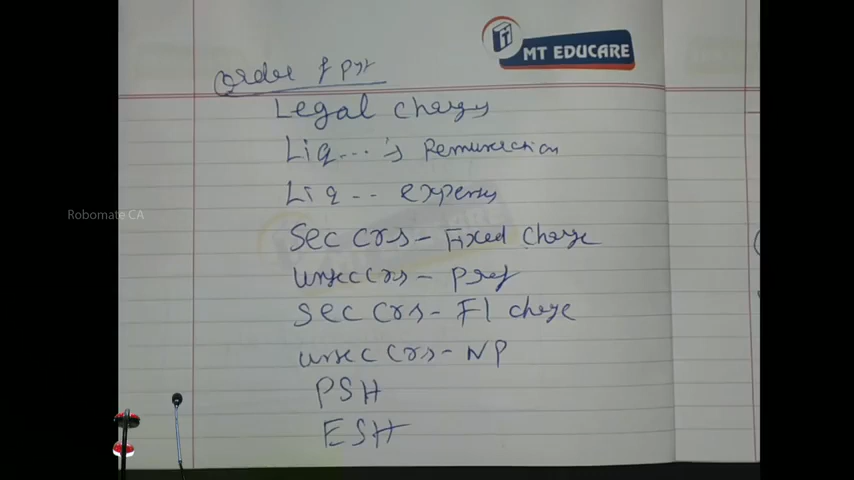 MT EDUCARE
Order of pyt
Legal charges
Liq...'s Remuneration
Liq -- expenses
Robomate CA
Sec Crs - Fixed charge
Unsec Crs - Pref
Sec Crs - Fl charge
Unsec Crs - NP
PSH
ESH